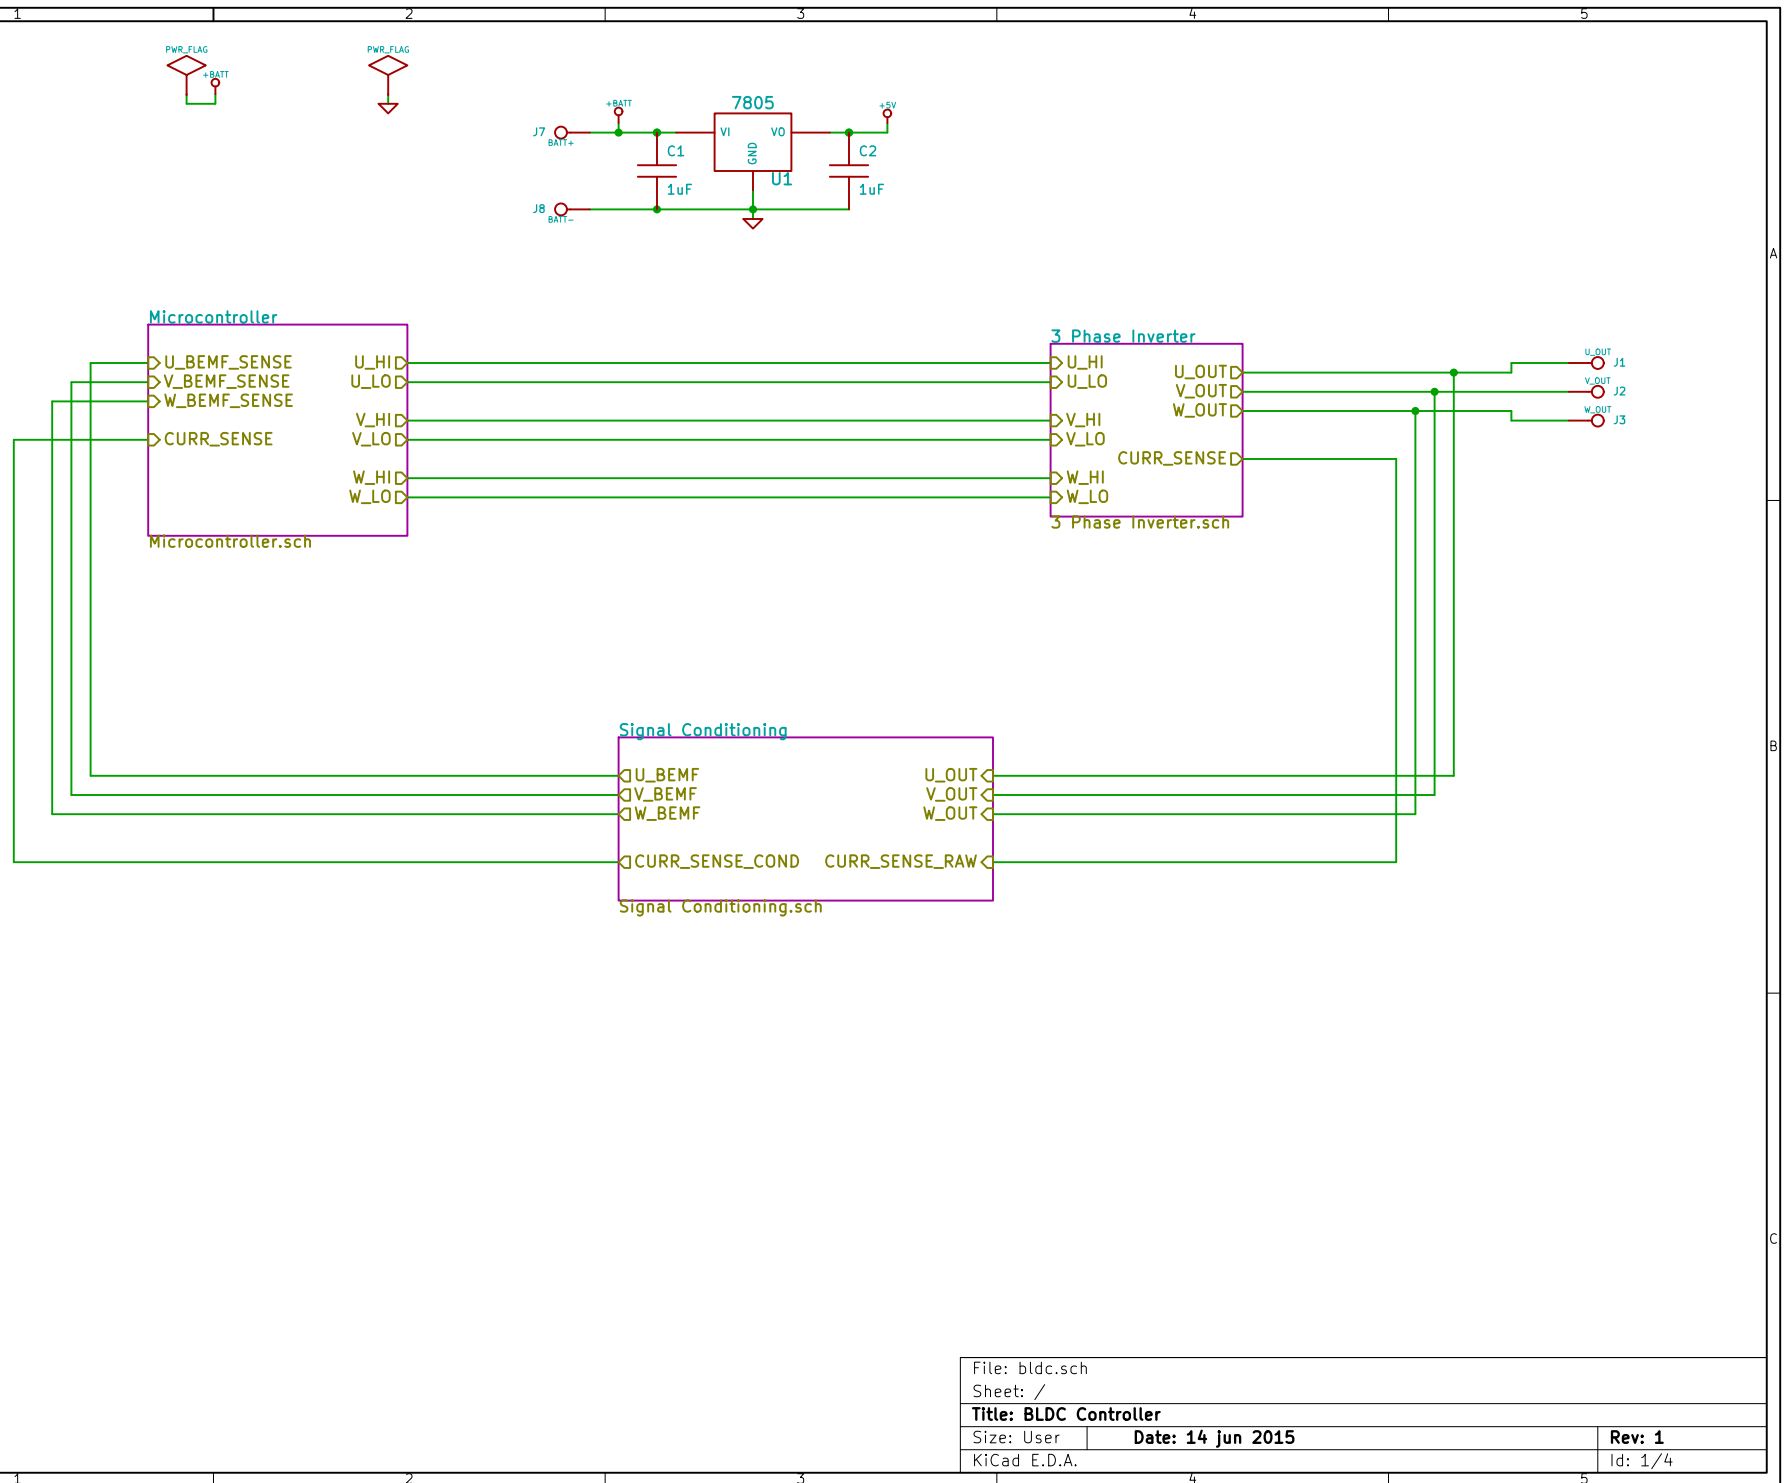 1 2 3 4 5
PWR_FLAG
+BATT
PWR_FLAG
J7
BATT+
+BATT
7805
VI
VO
GND
U1
C1
1uF
C2
1uF
+5V
J8
BATT-
A
Microcontroller
U_BEMF_SENSE
V_BEMF_SENSE
W_BEMF_SENSE
CURR_SENSE
U_HI
U_LO
V_HI
V_LO
W_HI
W_LO
Microcontroller.sch
3 Phase Inverter
U_HI
U_LO
V_HI
V_LO
W_HI
W_LO
U_OUT
V_OUT
W_OUT
CURR_SENSE
3 Phase Inverter.sch
U_OUT
J1
V_OUT
J2
W_OUT
J3
B
Signal Conditioning
U_BEMF
V_BEMF
W_BEMF
CURR_SENSE_COND
U_OUT
V_OUT
W_OUT
CURR_SENSE_RAW
Signal Conditioning.sch
C
File: bldc.sch
Sheet: /
Title: BLDC Controller
Size: User
Date: 14 jun 2015
Rev: 1
KiCad E.D.A.
Id: 1/4
1 2 3 4 5